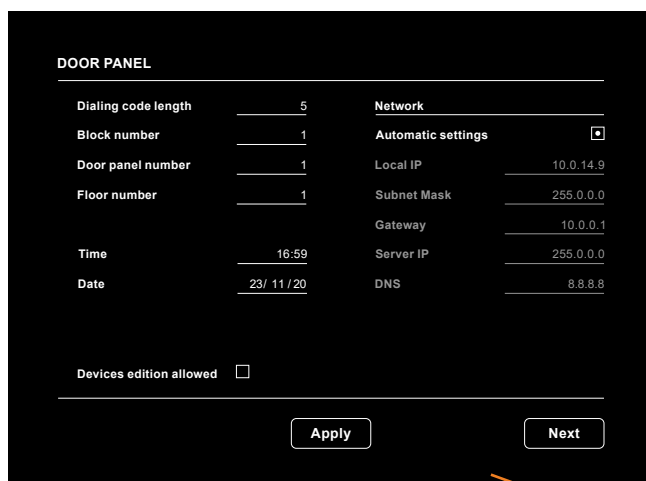 DOOR PANEL
Dialing code length 5
Block number 1
Door panel number 1
Floor number 1
Time 16:59
Date 23/ 11 / 20
Network
Automatic settings
Local IP 10.0.14.9
Subnet Mask 255.0.0.0
Gateway 10.0.0.1
Server IP 255.0.0.0
DNS 8.8.8.8
Devices edition allowed
Apply
Next